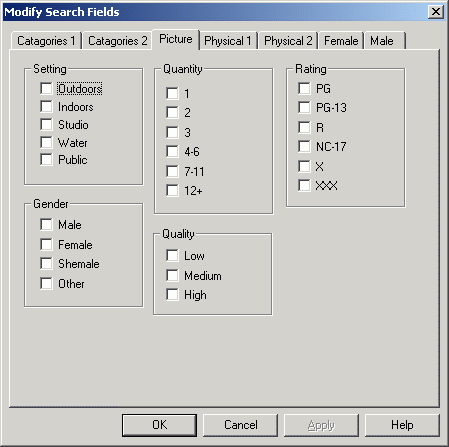 Modify Search Fields
Catagories 1 Catagories 2 Picture Physical 1 Physical 2 Female Male
Setting
Outdoors
Indoors
Studio
Water
Public
Quantity
1
2
3
4-6
7-11
12+
Rating
PG
PG-13
R
NC-17
X
XXX
Gender
Male
Female
Shemale
Other
Quality
Low
Medium
High
OK Cancel Apply Help